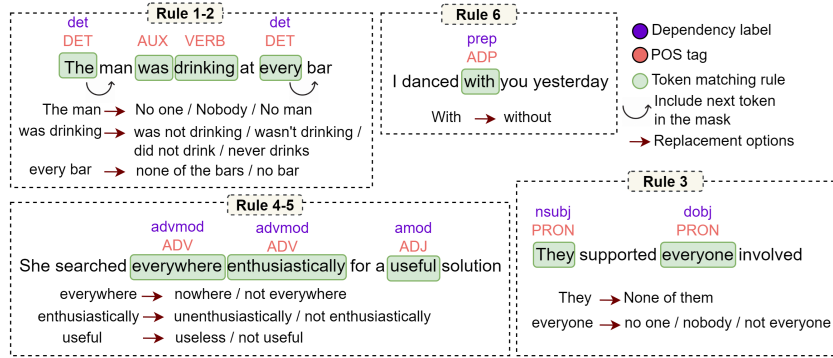 Rule 1-2
det det
DET AUX VERB DET
The man was drinking at every bar
The man No one / Nobody / No man
was drinking was not drinking / wasn't drinking /
did not drink / never drinks
every bar none of the bars / no bar
Rule 6
prep
ADP
I danced with you yesterday
With without
Dependency label
POS tag
Token matching rule
Include next token
in the mask
Replacement options
Rule 4-5
advmod advmod amod
ADV ADV ADJ
She searched everywhere enthusiastically for a useful solution
everywhere nowhere / not everywhere
enthusiastically unenthusiastically / not enthusiastically
useful useless / not useful
Rule 3
nsubj dobj
PRON PRON
They supported everyone involved
They None of them
everyone no one / nobody / not everyone